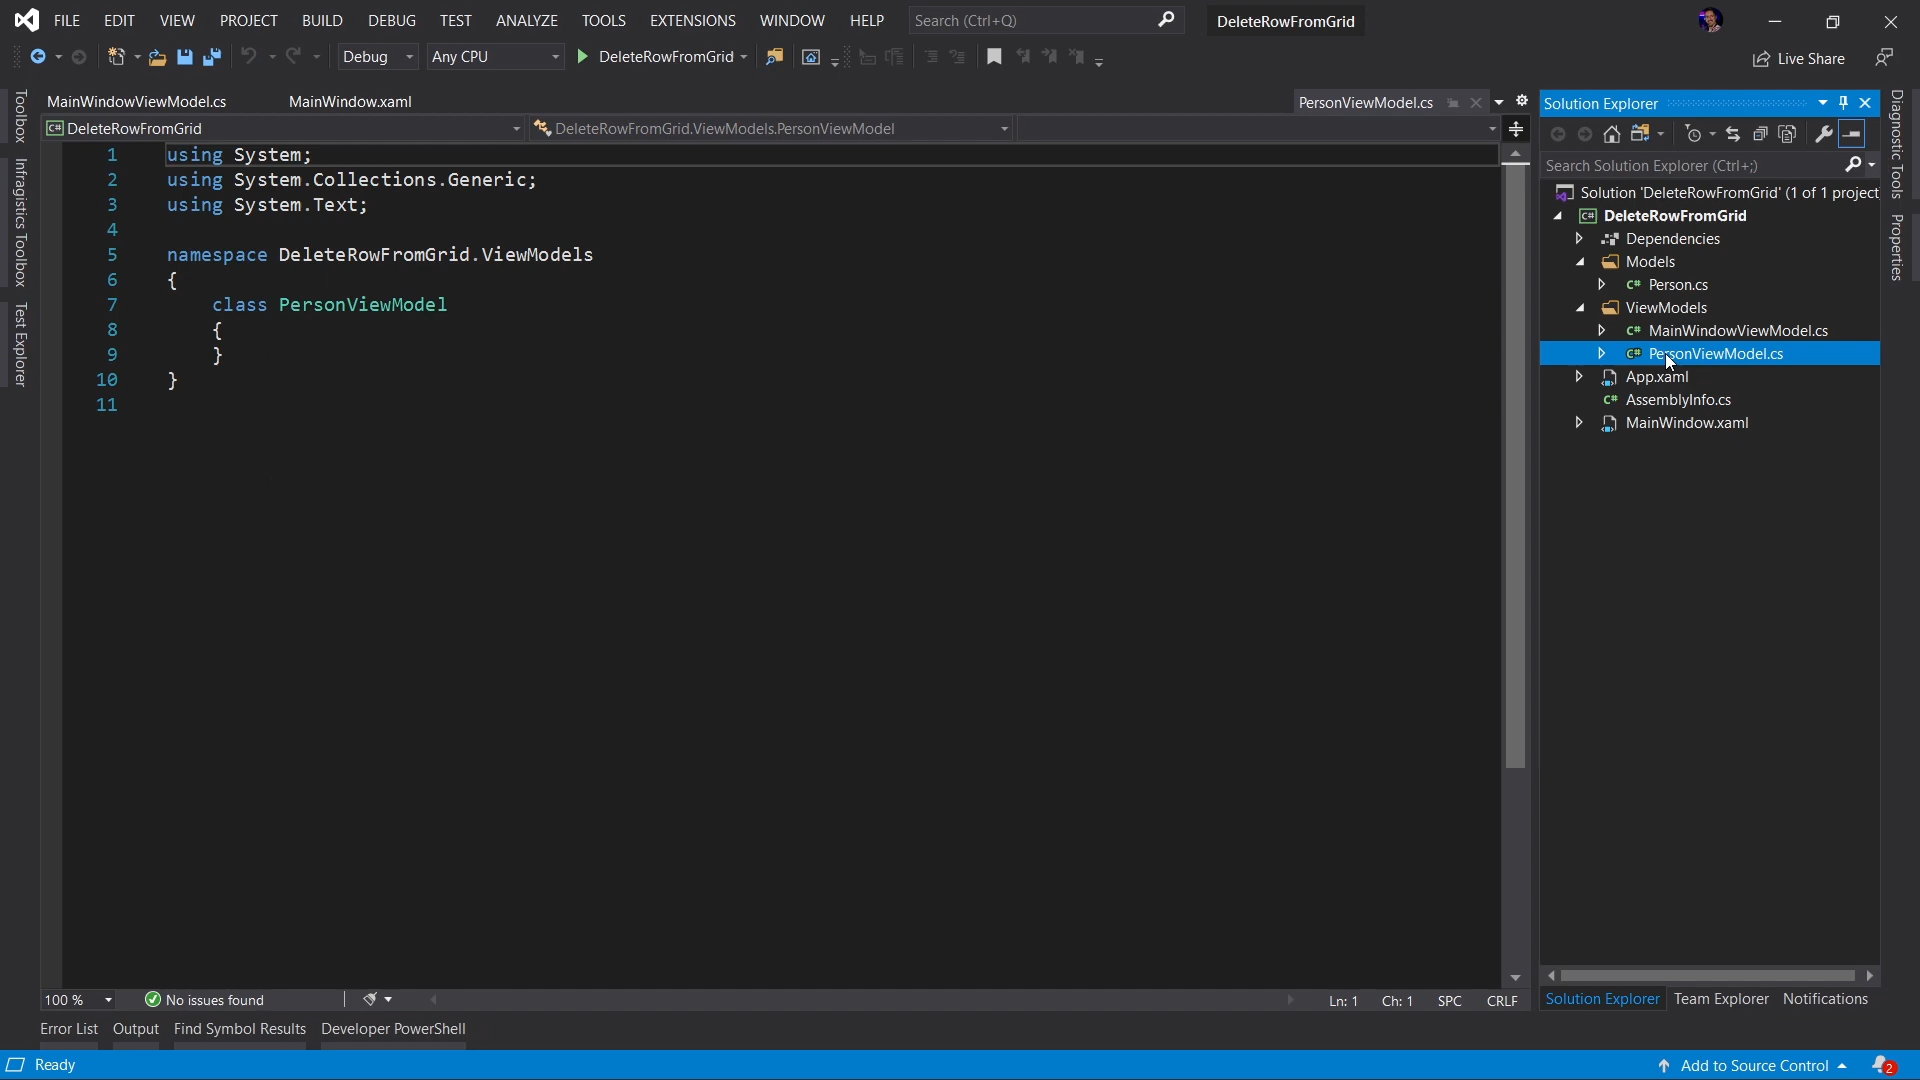 FILE EDIT VIEW PROJECT BUILD DEBUG TEST ANALYZE TOOLS EXTENSIONS WINDOW HELP Search (Ctrl+Q) DeleteRowFromGrid
Debug Any CPU DeleteRowFromGrid Live Share
Toolbox
Infragistics Toolbox
Test Explorer
MainWindowViewModel.cs MainWindow.xaml PersonViewModel.cs
C# DeleteRowFromGrid DeleteRowFromGrid.ViewModels.PersonViewModel
1 using System;
2 using System.Collections.Generic;
3 using System.Text;
4
5 namespace DeleteRowFromGrid.ViewModels
6 {
7 class PersonViewModel
8 {
9 }
10 }
11
100 % No issues found Ln: 1 Ch: 1 SPC CRLF
Solution Explorer
Search Solution Explorer (Ctrl+;)
Solution 'DeleteRowFromGrid' (1 of 1 project
C# DeleteRowFromGrid
Dependencies
Models
C# Person.cs
ViewModels
C# MainWindowViewModel.cs
C# PersonViewModel.cs
App.xaml
C# AssemblyInfo.cs
MainWindow.xaml
Solution Explorer Team Explorer Notifications
Diagnostic Tools
Properties
Error List Output Find Symbol Results Developer PowerShell
Ready Add to Source Control 2